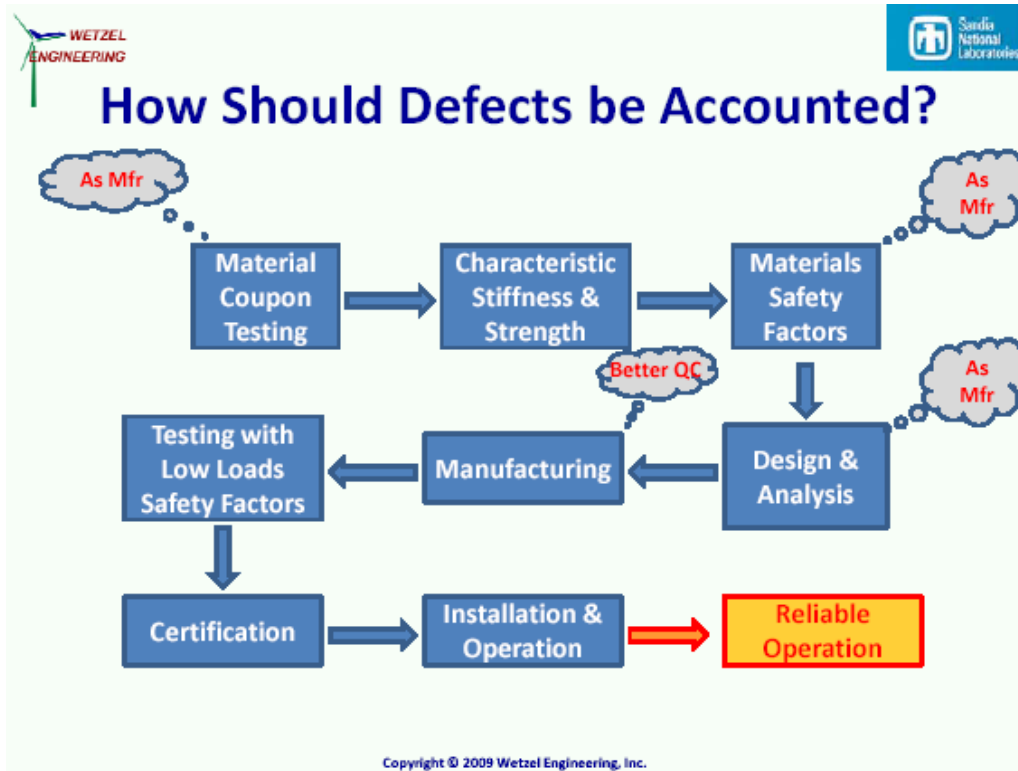 WETZEL
ENGINEERING
Sandia
National
Laboratories
How Should Defects be Accounted?
As Mfr
As
Mfr
Material
Coupon
Testing
Characteristic
Stiffness &
Strength
Materials
Safety
Factors
Better QC
As
Mfr
Testing with
Low Loads
Safety Factors
Manufacturing
Design &
Analysis
Certification
Installation &
Operation
Reliable
Operation
Copyright © 2009 Wetzel Engineering, Inc.